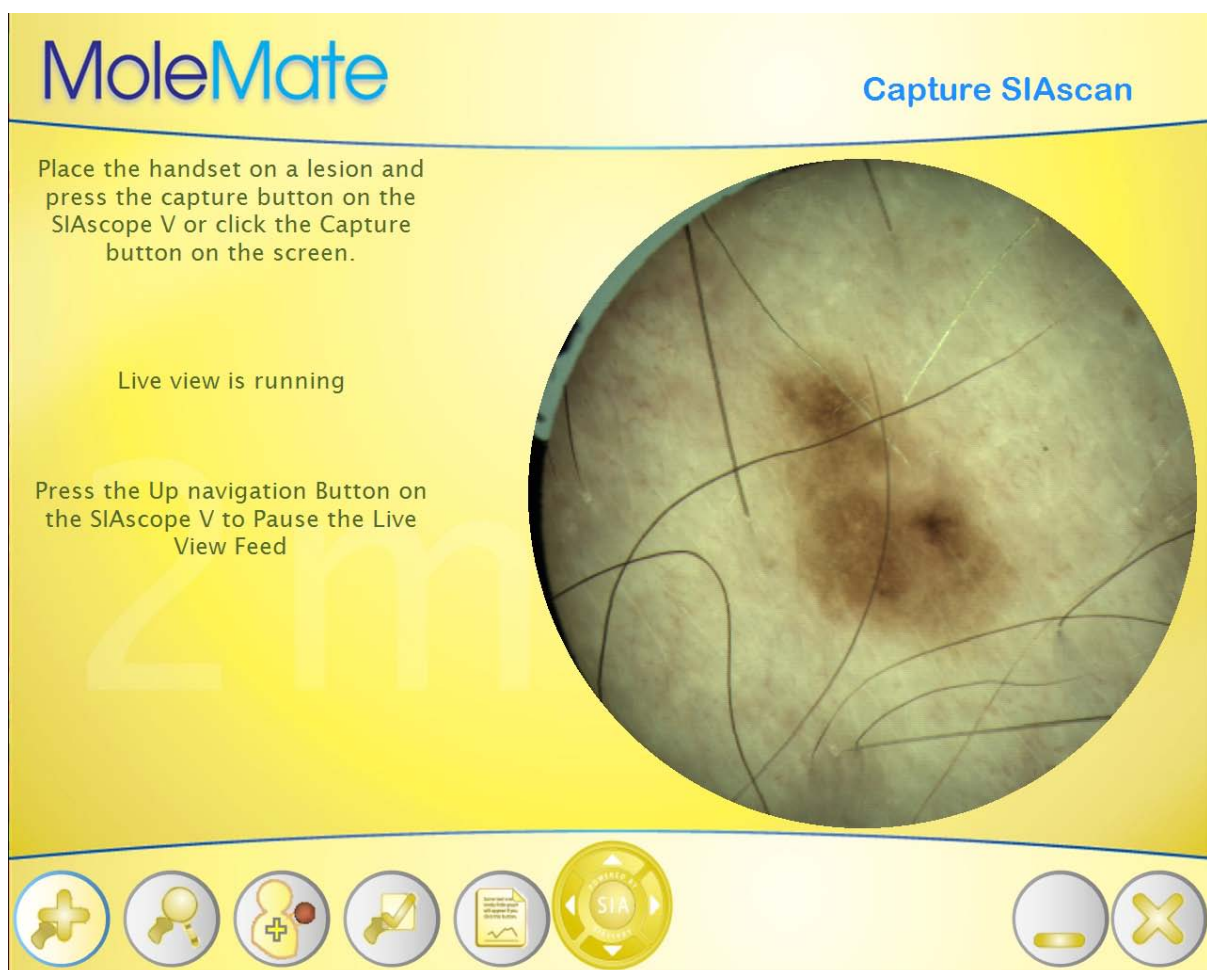 MoleMate
Capture SIAscan
Place the handset on a lesion and
press the capture button on the
SIAscope V or click the Capture
button on the screen.
Live view is running
Press the Up navigation Button on
the SIAscope V to Pause the Live
View Feed
2m
POWERED BY
SIA